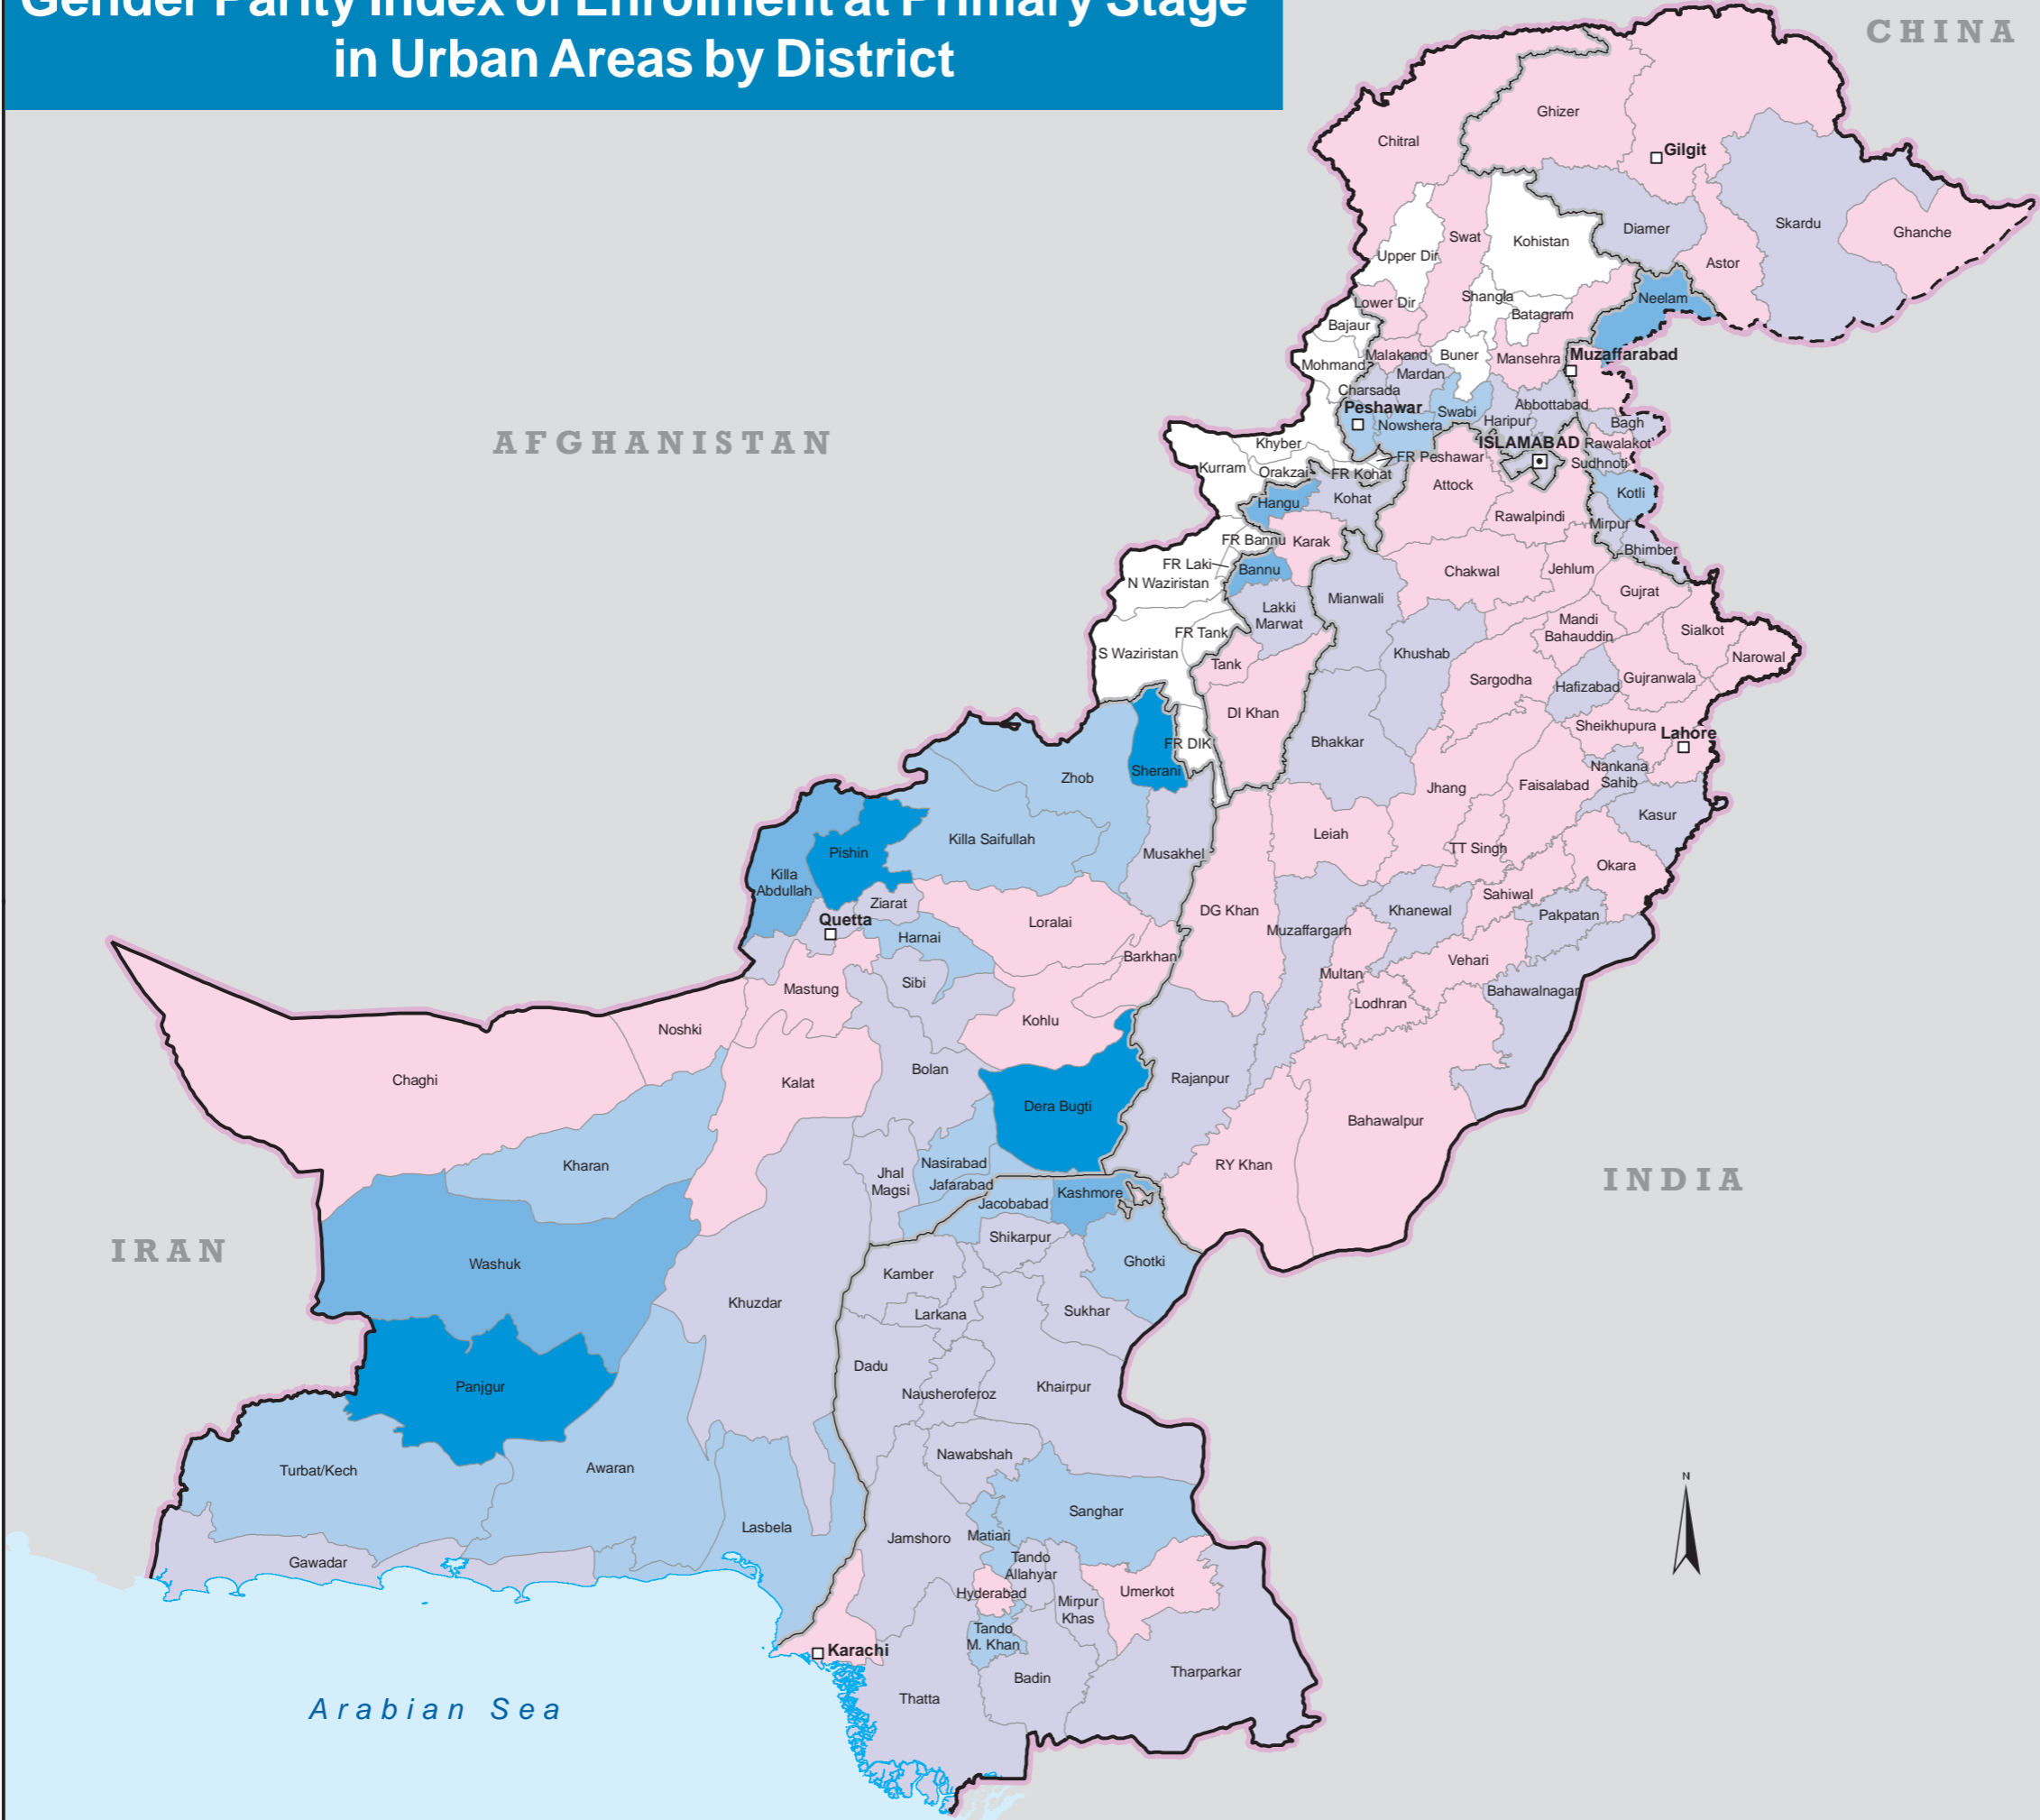 Gender Parity Index of Enrolment at Primary Stage
in Urban Areas by District
CHINA
Ghizer
Chitral
Gilgit
Skardu
Diamer
Ghanche
Swat
Kohistan
Upper Dir
Astor
Neelam
Shangla
Lower Dir
Batagram
Bajaur
Muzaffarabad
Malakand
Buner
Mansehra
Mohmand
Mardan
Charsada
Abbottabad
Peshawar
Swabi
Haripur
Bagh
Nowshera
AFGHANISTAN
Khyber
ISLAMABAD
Rawalakot
FR Peshawar
Sudhnoti
Kurram
Orakzai
FR Kohat
Attock
Kotli
Hangu
Kohat
Rawalpindi
Mirpur
FR Bannu
Karak
Bhimber
FR Laki
Bannu
Chakwal
Jehlum
N Waziristan
Mianwali
Gujrat
Lakki
Marwat
Mandi
Bahauddin
Sialkot
FR Tank
S Waziristan
Khushab
Narowal
Tank
Sargodha
Hafizabad
Gujranwala
DI Khan
Sheikhupura
Lahore
FR DIK
Bhakkar
Sherani
Zhob
Nankana
Sahib
Jhang
Faisalabad
Kasur
Leiah
Killa Saifullah
Pishin
Musakhel
TT Singh
Okara
Killa
Abdullah
Ziarat
Sahiwal
DG Khan
Khanewal
Pakpatan
Quetta
Loralai
Harnai
Muzaffargarh
Barkhan
Vehari
Multan
Sibi
Mastung
Bahawalnagar
Lodhran
Kohlu
Noshki
Bolan
Chaghi
Kalat
Rajanpur
Dera Bugti
Bahawalpur
Kharan
Nasirabad
RY Khan
INDIA
Jhal
Magsi
Jafarabad
Kashmore
Jacobabad
IRAN
Shikarpur
Washuk
Ghotki
Kamber
Khuzdar
Larkana
Sukhar
Dadu
Panjgur
Nausheroferoz
Khairpur
Nawabshah
Turbat/Kech
Awaran
N
Sanghar
Lasbela
Jamshoro
Matiari
Gawadar
Tando
Allahyar
Hyderabad
Umerkot
Mirpur
Khas
Tando
M. Khan
Karachi
Badin
Tharparkar
Thatta
Arabian Sea